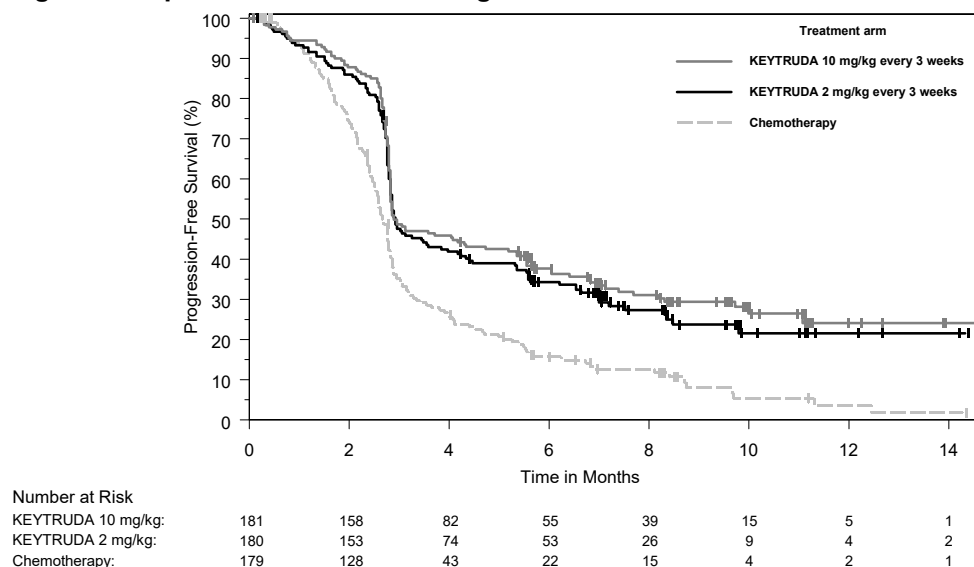 100
90
80
70
60
50
40
30
20
10
0
Progression-Free Survival (%)
Treatment arm
KEYTRUDA 10 mg/kg every 3 weeks
KEYTRUDA 2 mg/kg every 3 weeks
Chemotherapy
0 2 4 6 8 10 12 14
Time in Months
Number at Risk
KEYTRUDA 10 mg/kg: 181 158 82 55 39 15 5 1
KEYTRUDA 2 mg/kg: 180 153 74 53 26 9 4 2
Chemotherapy: 179 128 43 22 15 4 2 1